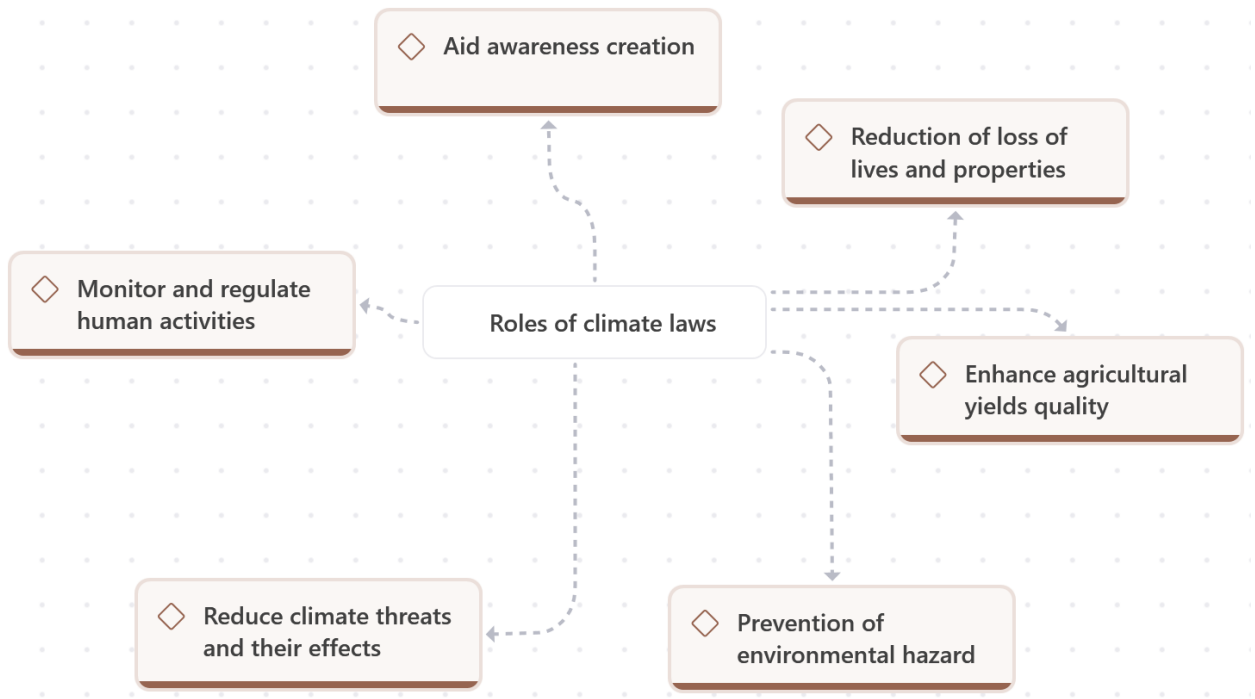 Aid awareness creation
Reduction of loss of
lives and properties
Monitor and regulate
human activities
Roles of climate laws
Enhance agricultural
yields quality
Reduce climate threats
and their effects
Prevention of
environmental hazard